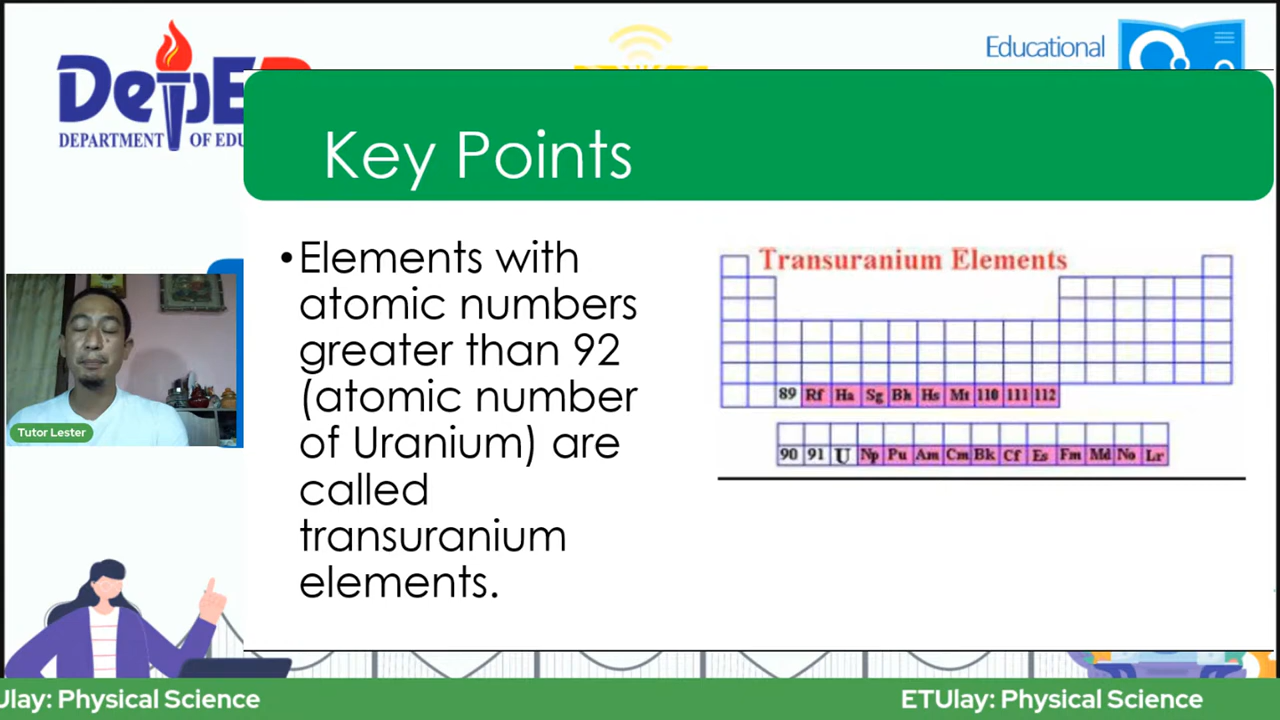 DepED
DEPARTMENT OF EDU
Educational
Key Points
•Elements with
atomic numbers
greater than 92
(atomic number
of Uranium) are
called
transuranium
elements.
Transuranium Elements
89 Rf Ha Sg Bh Hs Mt 110 111 112
90 91 U Np Pu Am Cm Bk Cf Es Fm Md No Lr
Tutor Lester
Ulay: Physical Science
ETUlay: Physical Science